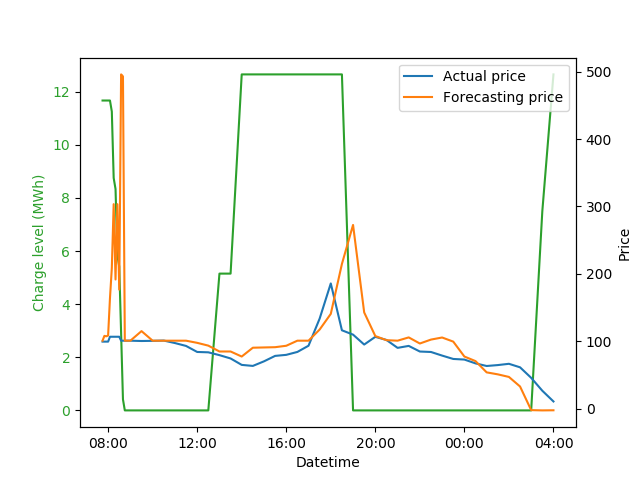 Actual price
Forecasting price
Charge level (MWh)
12
10
8
6
4
2
0
500
400
300
200
100
0
Price
08:00 12:00 16:00 20:00 00:00 04:00
Datetime